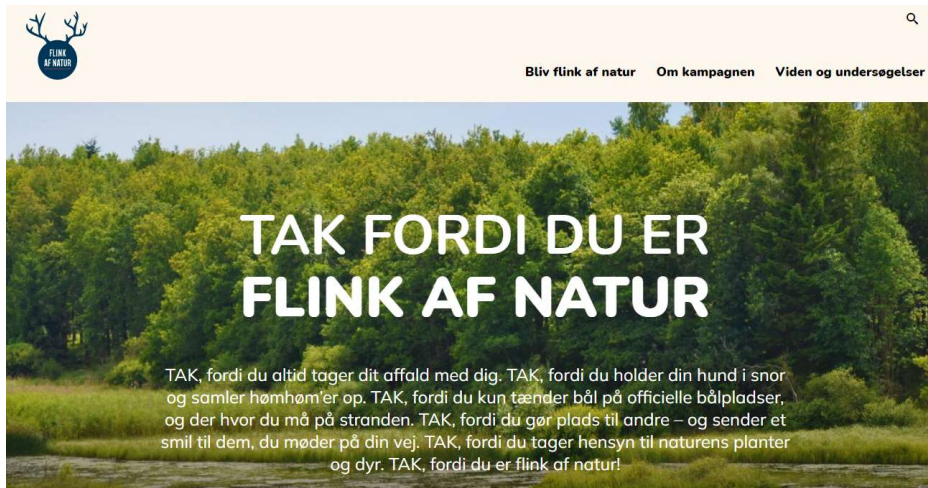 FLINK
AF NATUR
Bliv flink af natur Om kampagnen Viden og undersøgelser
TAK FORDI DU ER
FLINK AF NATUR
TAK, fordi du altid tager dit affald med dig. TAK, fordi du holder din hund i snor
og samler hømhøm'er op. TAK, fordi du kun tænder bål på officielle bålpladser,
og der hvor du må på stranden. TAK, fordi du gør plads til andre – og sender et
smil til dem, du møder på din vej. TAK, fordi du tager hensyn til naturens planter
og dyr. TAK, fordi du er flink af natur!